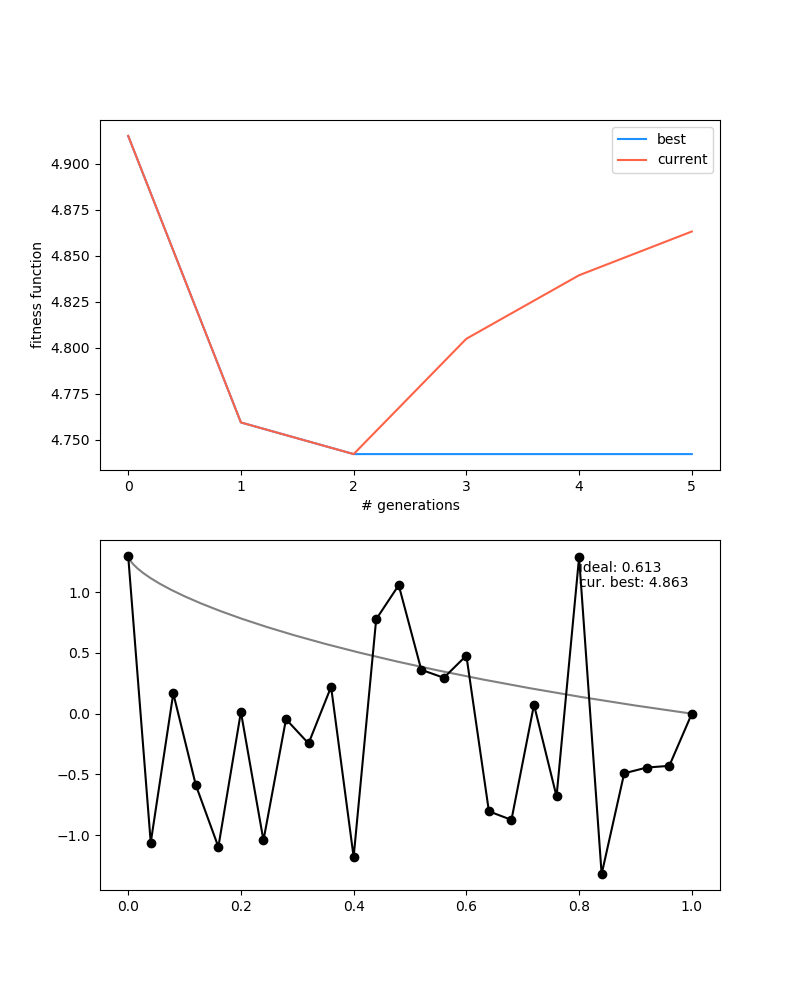 4.900
4.875
4.850
4.825
4.800
4.775
4.750
fitness function
best
current
0 1 2 3 4 5
# generations
1.0
0.5
0.0
−0.5
−1.0
ideal: 0.613
cur. best: 4.863
0.0 0.2 0.4 0.6 0.8 1.0